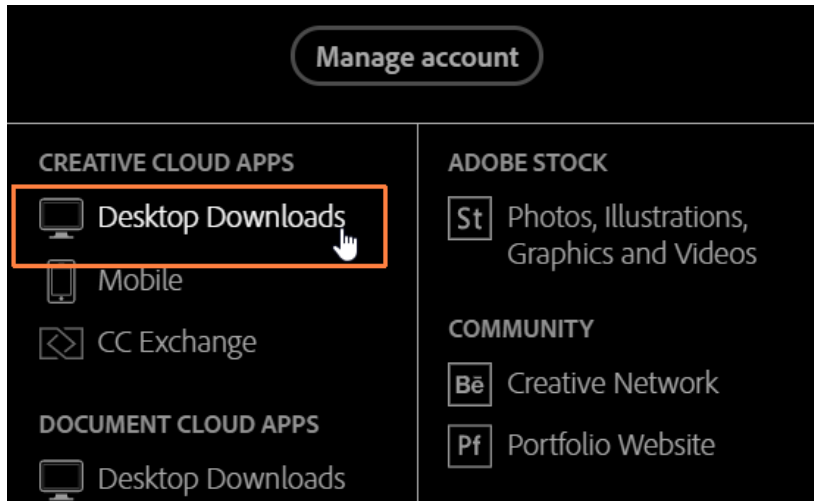 Manage account
CREATIVE CLOUD APPS
Desktop Downloads
Mobile
CC Exchange
DOCUMENT CLOUD APPS
Desktop Downloads
ADOBE STOCK
St
Photos, Illustrations,
Graphics and Videos
COMMUNITY
Bē Creative Network
Pf Portfolio Website